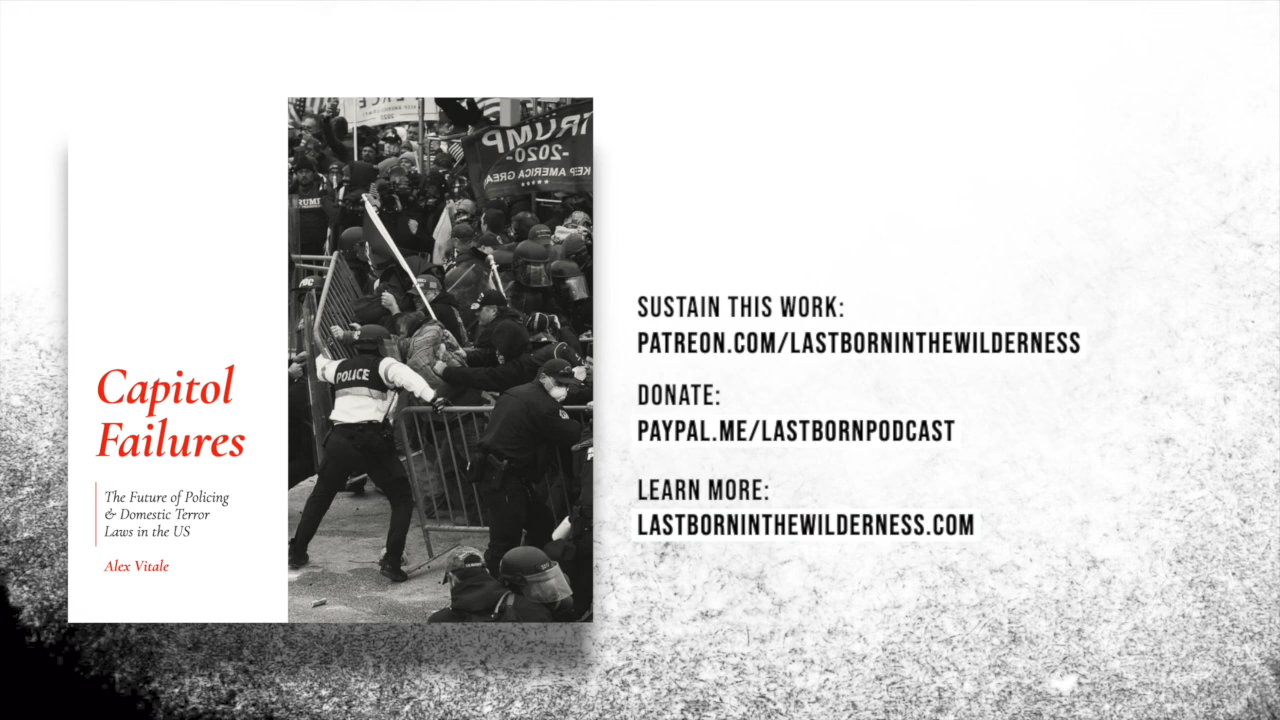 TRUMP
-2020-
KEEP AMERICA GREA
POLICE
Capitol
Failures
The Future of Policing
& Domestic Terror
Laws in the US
Alex Vitale
SUSTAIN THIS WORK:
PATREON.COM/LASTBORNINTHEWILDERNESS
DONATE:
PAYPAL.ME/LASTBORNPODCAST
LEARN MORE:
LASTBORNINTHEWILDERNESS.COM